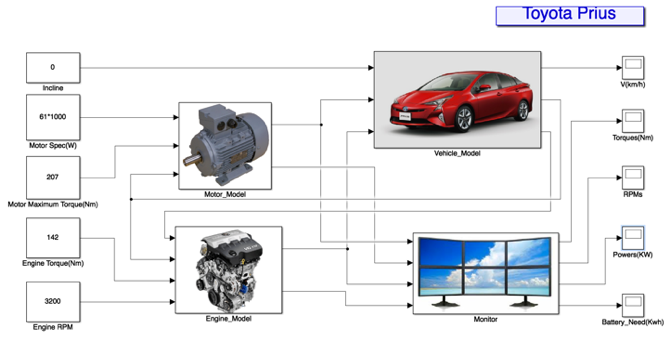 Toyota Prius
0
Incline
V(km/h)
61*1000
Motor Spec(W)
Torques(Nm)
Vehicle_Model
207
Motor_Model
Motor Maximum Torque(Nm)
RPMs
142
Engine Torque(Nm)
Powers(KW)
3200
Engine RPM
Engine_Model
Monitor
Battery_Need(Kwh)